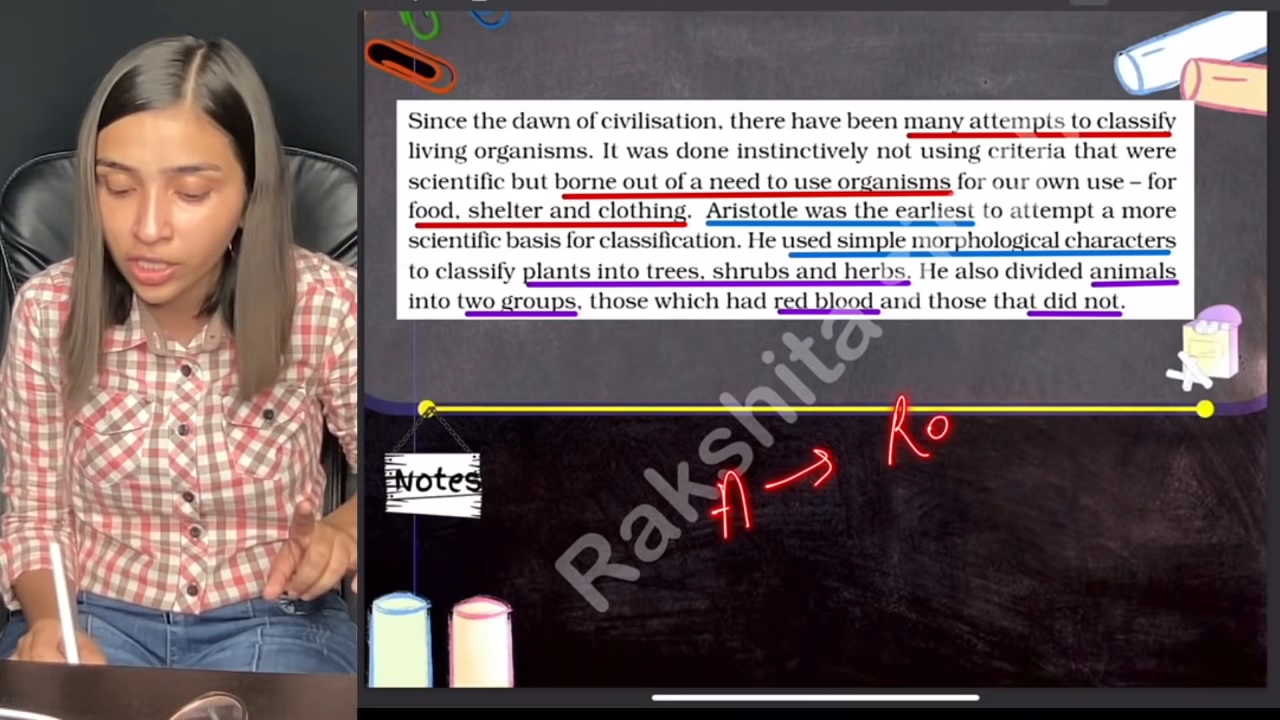 Since the dawn of civilisation, there have been many attempts to classify
living organisms. It was done instinctively not using criteria that were
scientific but borne out of a need to use organisms for our own use – for
food, shelter and clothing. Aristotle was the earliest to attempt a more
scientific basis for classification. He used simple morphological characters
to classify plants into trees, shrubs and herbs. He also divided animals
into two groups, those which had red blood and those that did not.
A → Ro
Notes
Rakshita